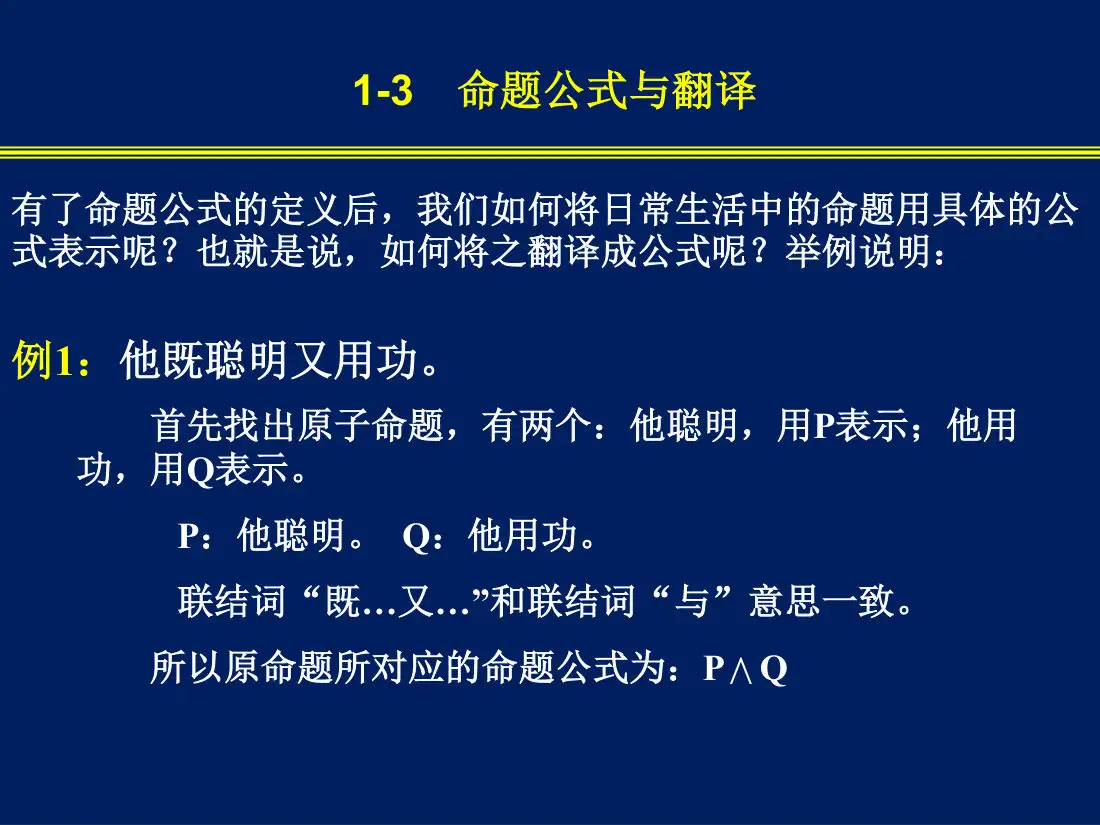 1-3 命题公式与翻译
有了命题公式的定义后，我们如何将日常生活中的命题用具体的公
式表示呢？也就是说，如何将之翻译成公式呢？举例说明：
例1：他既聪明又用功。
首先找出原子命题，有两个：他聪明，用P表示；他用
功，用Q表示。
P：他聪明。 Q：他用功。
联结词“既…又…”和联结词“与”意思一致。
所以原命题所对应的命题公式为：P∧Q